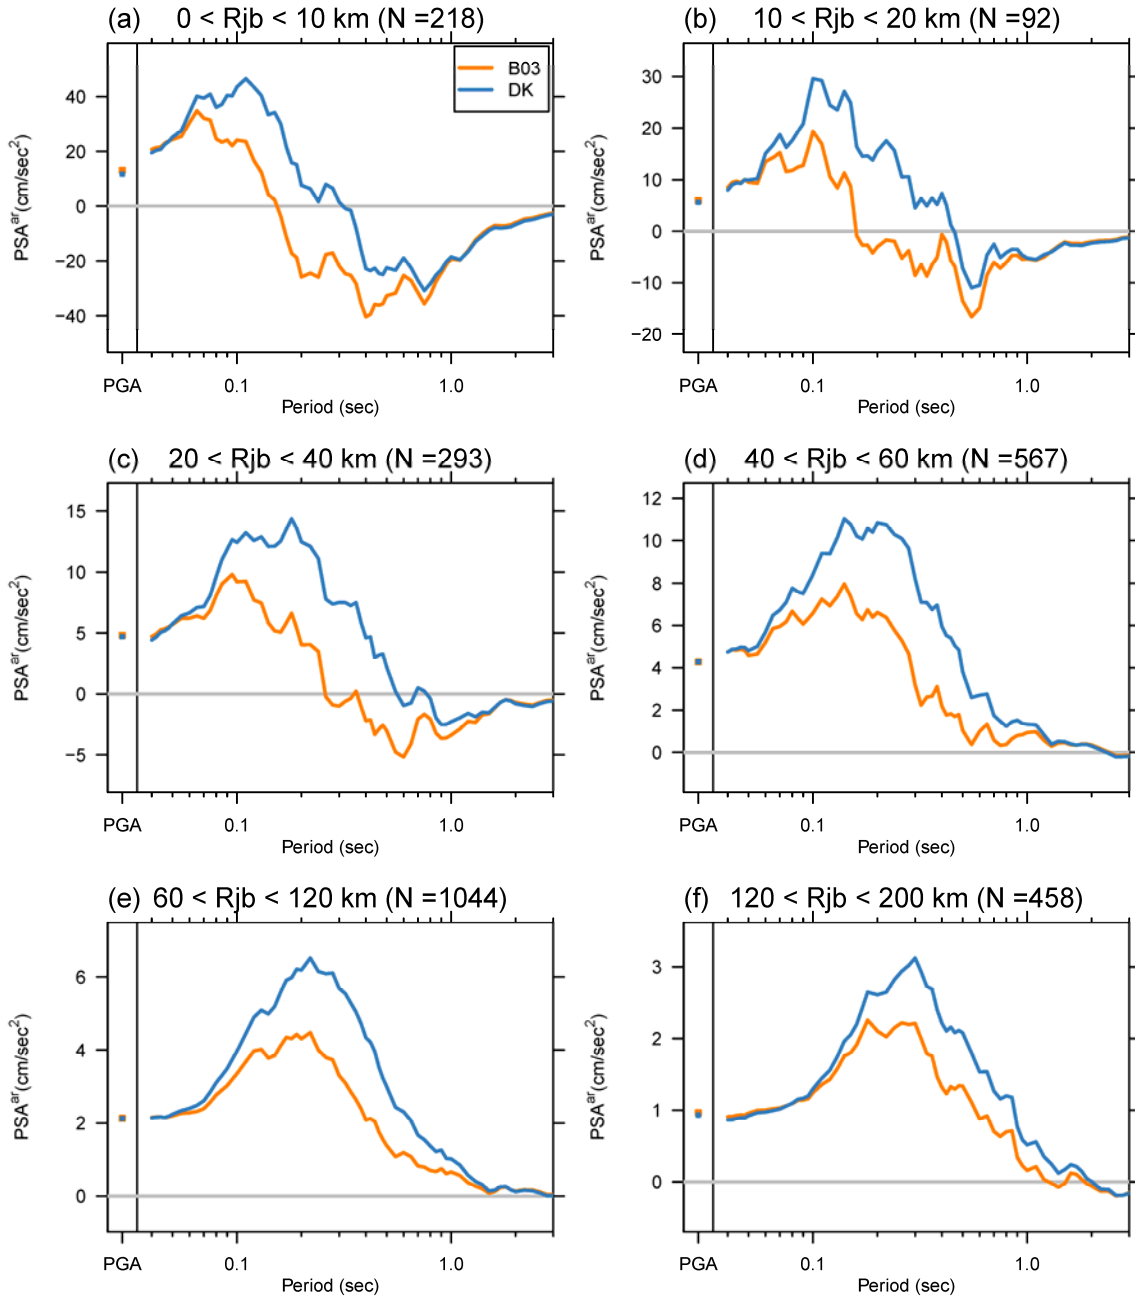 (a) 0 < Rjb < 10 km (N =218)
B03
DK
40
20
0
−20
−40
PSAᵃʳ(cm/sec²)
PGA 0.1 1.0
Period (sec)
(b) 10 < Rjb < 20 km (N =92)
30
20
10
0
−10
−20
PSAᵃʳ(cm/sec²)
PGA 0.1 1.0
Period (sec)
(c) 20 < Rjb < 40 km (N =293)
15
10
5
0
−5
PSAᵃʳ(cm/sec²)
PGA 0.1 1.0
Period (sec)
(d) 40 < Rjb < 60 km (N =567)
12
10
8
6
4
2
0
PSAᵃʳ(cm/sec²)
PGA 0.1 1.0
Period (sec)
(e) 60 < Rjb < 120 km (N =1044)
6
4
2
0
PSAᵃʳ(cm/sec²)
PGA 0.1 1.0
Period (sec)
(f) 120 < Rjb < 200 km (N =458)
3
2
1
0
PSAᵃʳ(cm/sec²)
PGA 0.1 1.0
Period (sec)